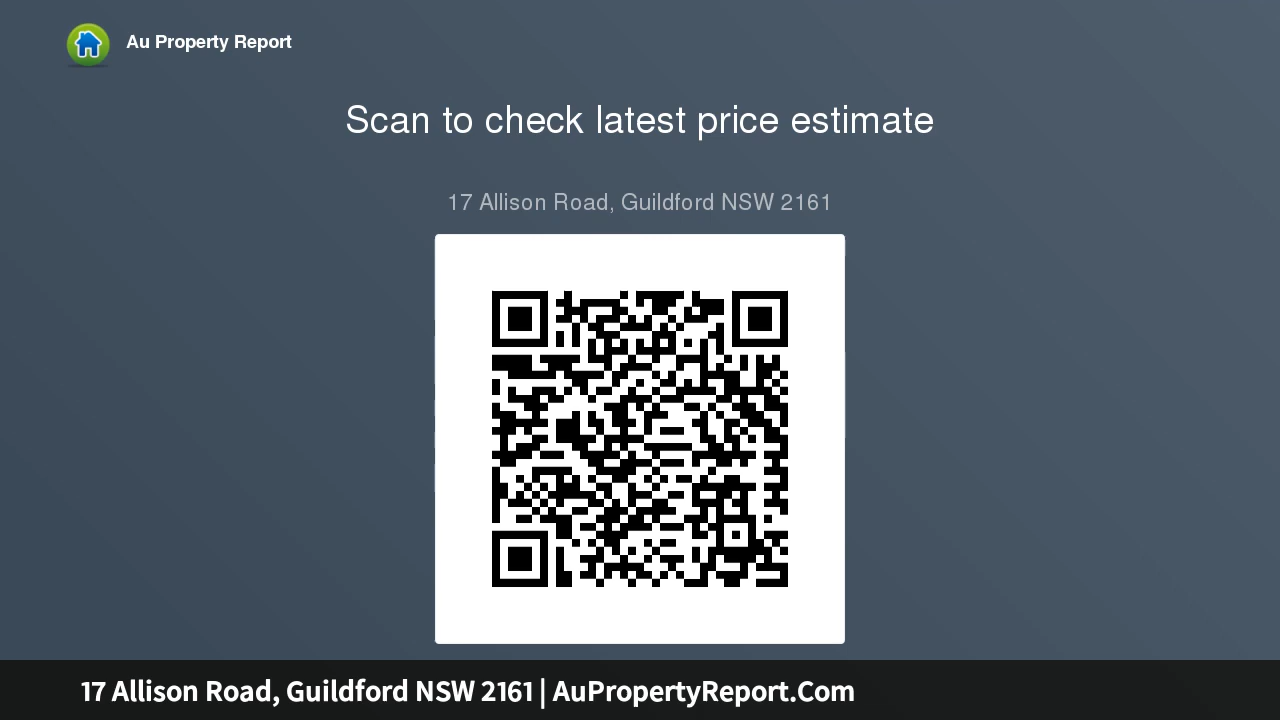 Au Property Report
Scan to check latest price estimate
17 Allison Road, Guildford NSW 2161
17 Allison Road, Guildford NSW 2161 | AuPropertyReport.Com